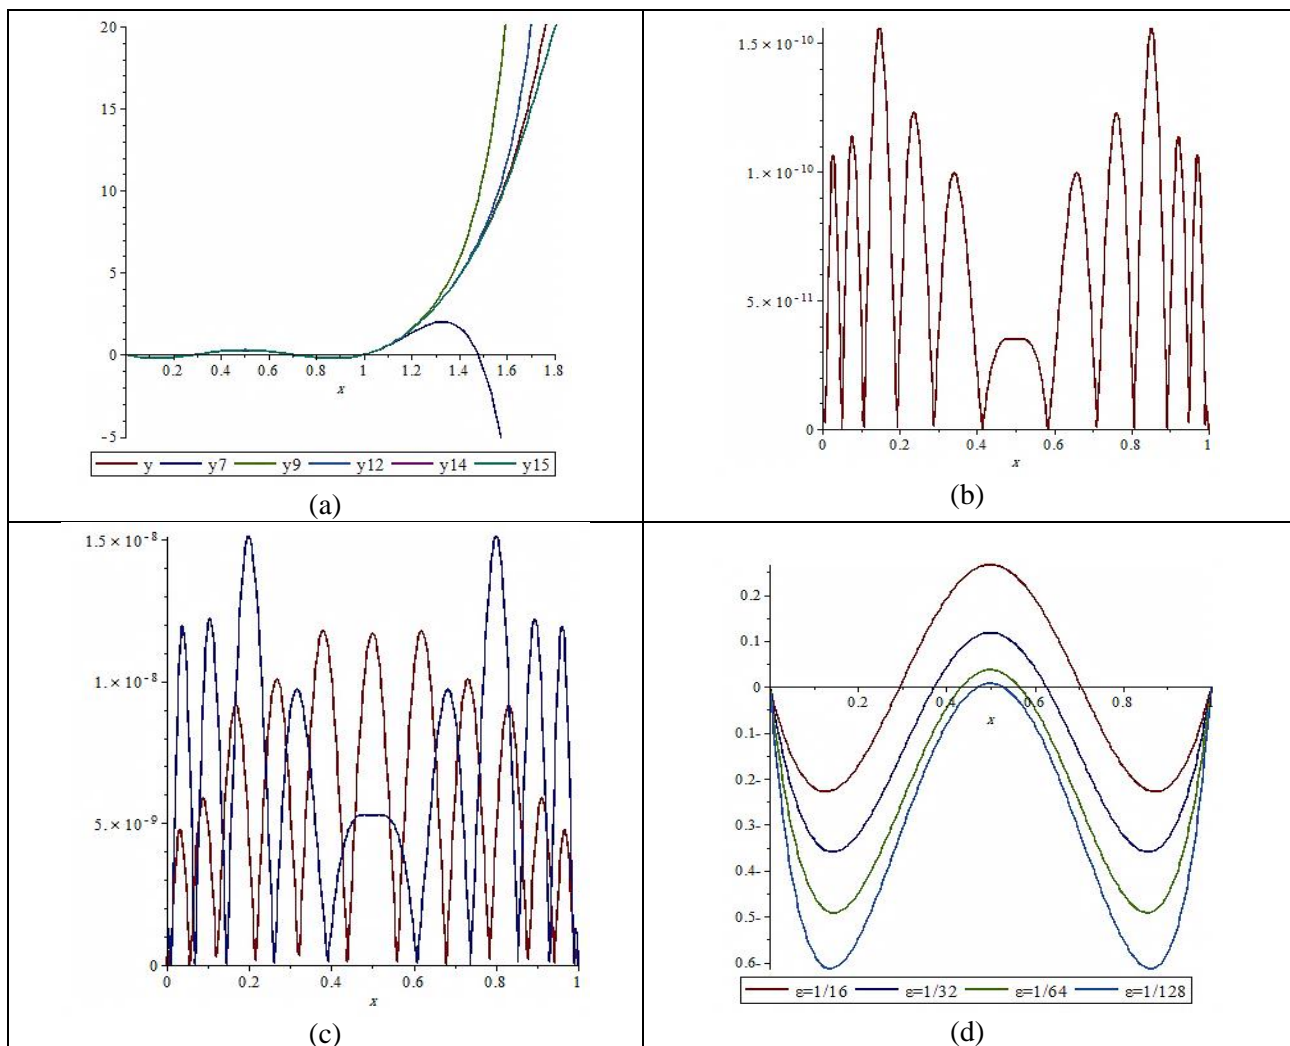 20
15
10
5
0
-5
0.2 0.4 0.6 0.8 1 1.2 1.4 1.6 1.8
x
y y7 y9 y12 y14 y15
(a)
1.5 × 10⁻¹⁰
1. × 10⁻¹⁰
5. × 10⁻¹¹
0
0 0.2 0.4 0.6 0.8 1
x
(b)
1.5 × 10⁻⁸
1. × 10⁻⁸
5. × 10⁻⁹
0
0 0.2 0.4 0.6 0.8 1
x
(c)
0.2
0.1
0
0.2 0.4 0.6 0.8 1
x
0.1-
0.2-
0.3-
0.4-
0.5-
0.6-
ε=1/16 ε=1/32 ε=1/64 ε=1/128
(d)